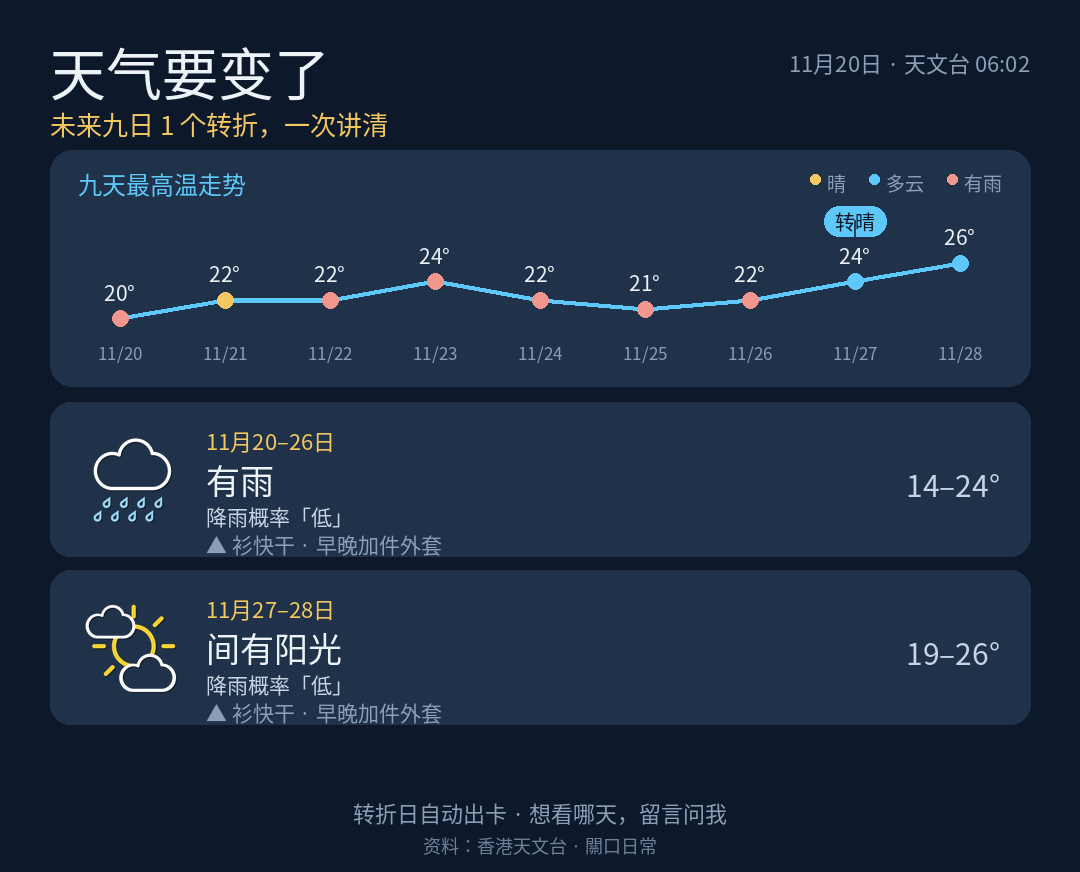 天气要变了
11月20日 · 天文台 06:02
未来九日 1 个转折，一次讲清
九天最高温走势
晴 多云 有雨
转晴
20° 22° 22° 24° 22° 21° 22° 24° 26°
11/20 11/21 11/22 11/23 11/24 11/25 11/26 11/27 11/28
11月20–26日
有雨
14–24°
降雨概率「低」
▲ 衫快干 · 早晚加件外套
11月27–28日
间有阳光
19–26°
降雨概率「低」
▲ 衫快干 · 早晚加件外套
转折日自动出卡 · 想看哪天，留言问我
资料：香港天文台 · 關口日常